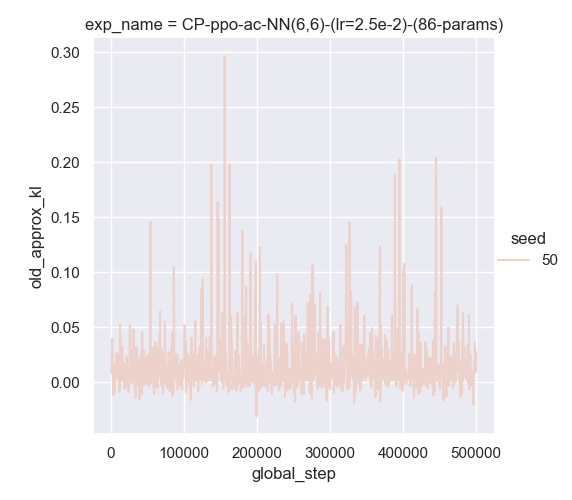 exp_name = CP-ppo-ac-NN(6,6)-(lr=2.5e-2)-(86-params)
0.30
0.25
0.20
0.15
0.10
0.05
0.00
old_approx_kl
seed
50
0 100000 200000 300000 400000 500000
global_step